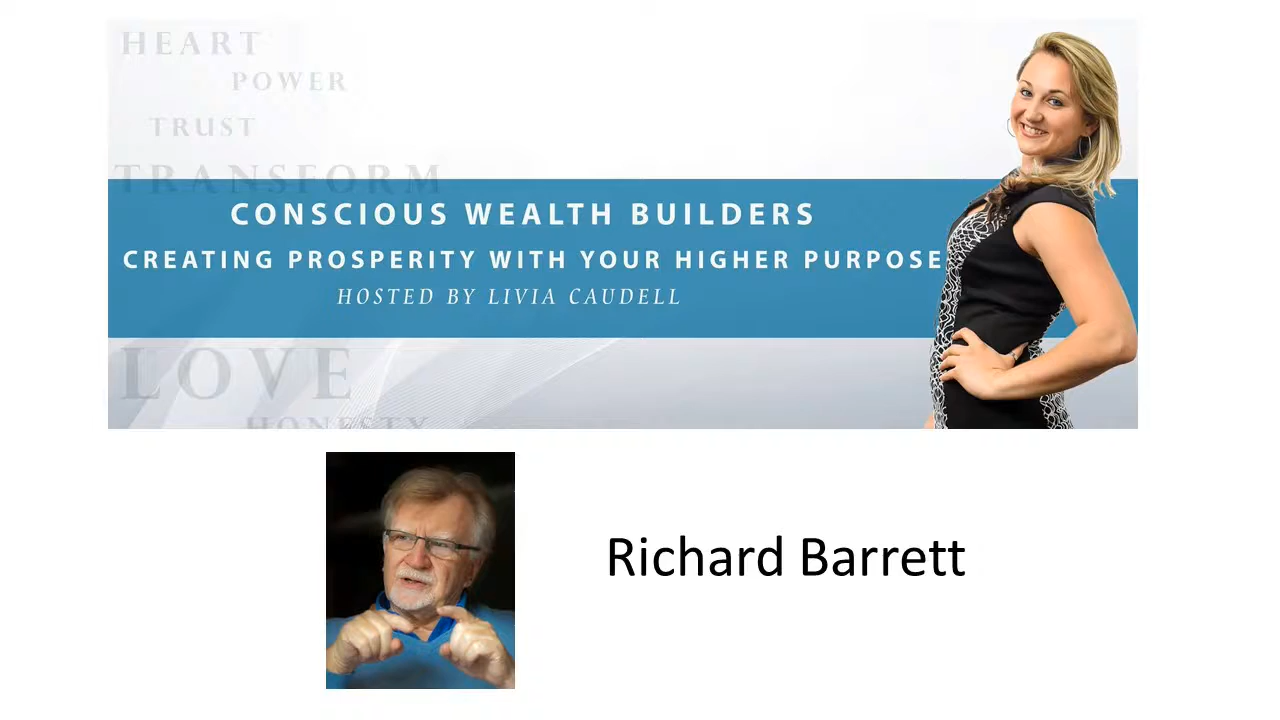 HEART
POWER
TRUST
TRANSFORM
CONSCIOUS WEALTH BUILDERS
CREATING PROSPERITY WITH YOUR HIGHER PURPOSE
HOSTED BY LIVIA CAUDELL
LOVE
HONESTY
Richard Barrett